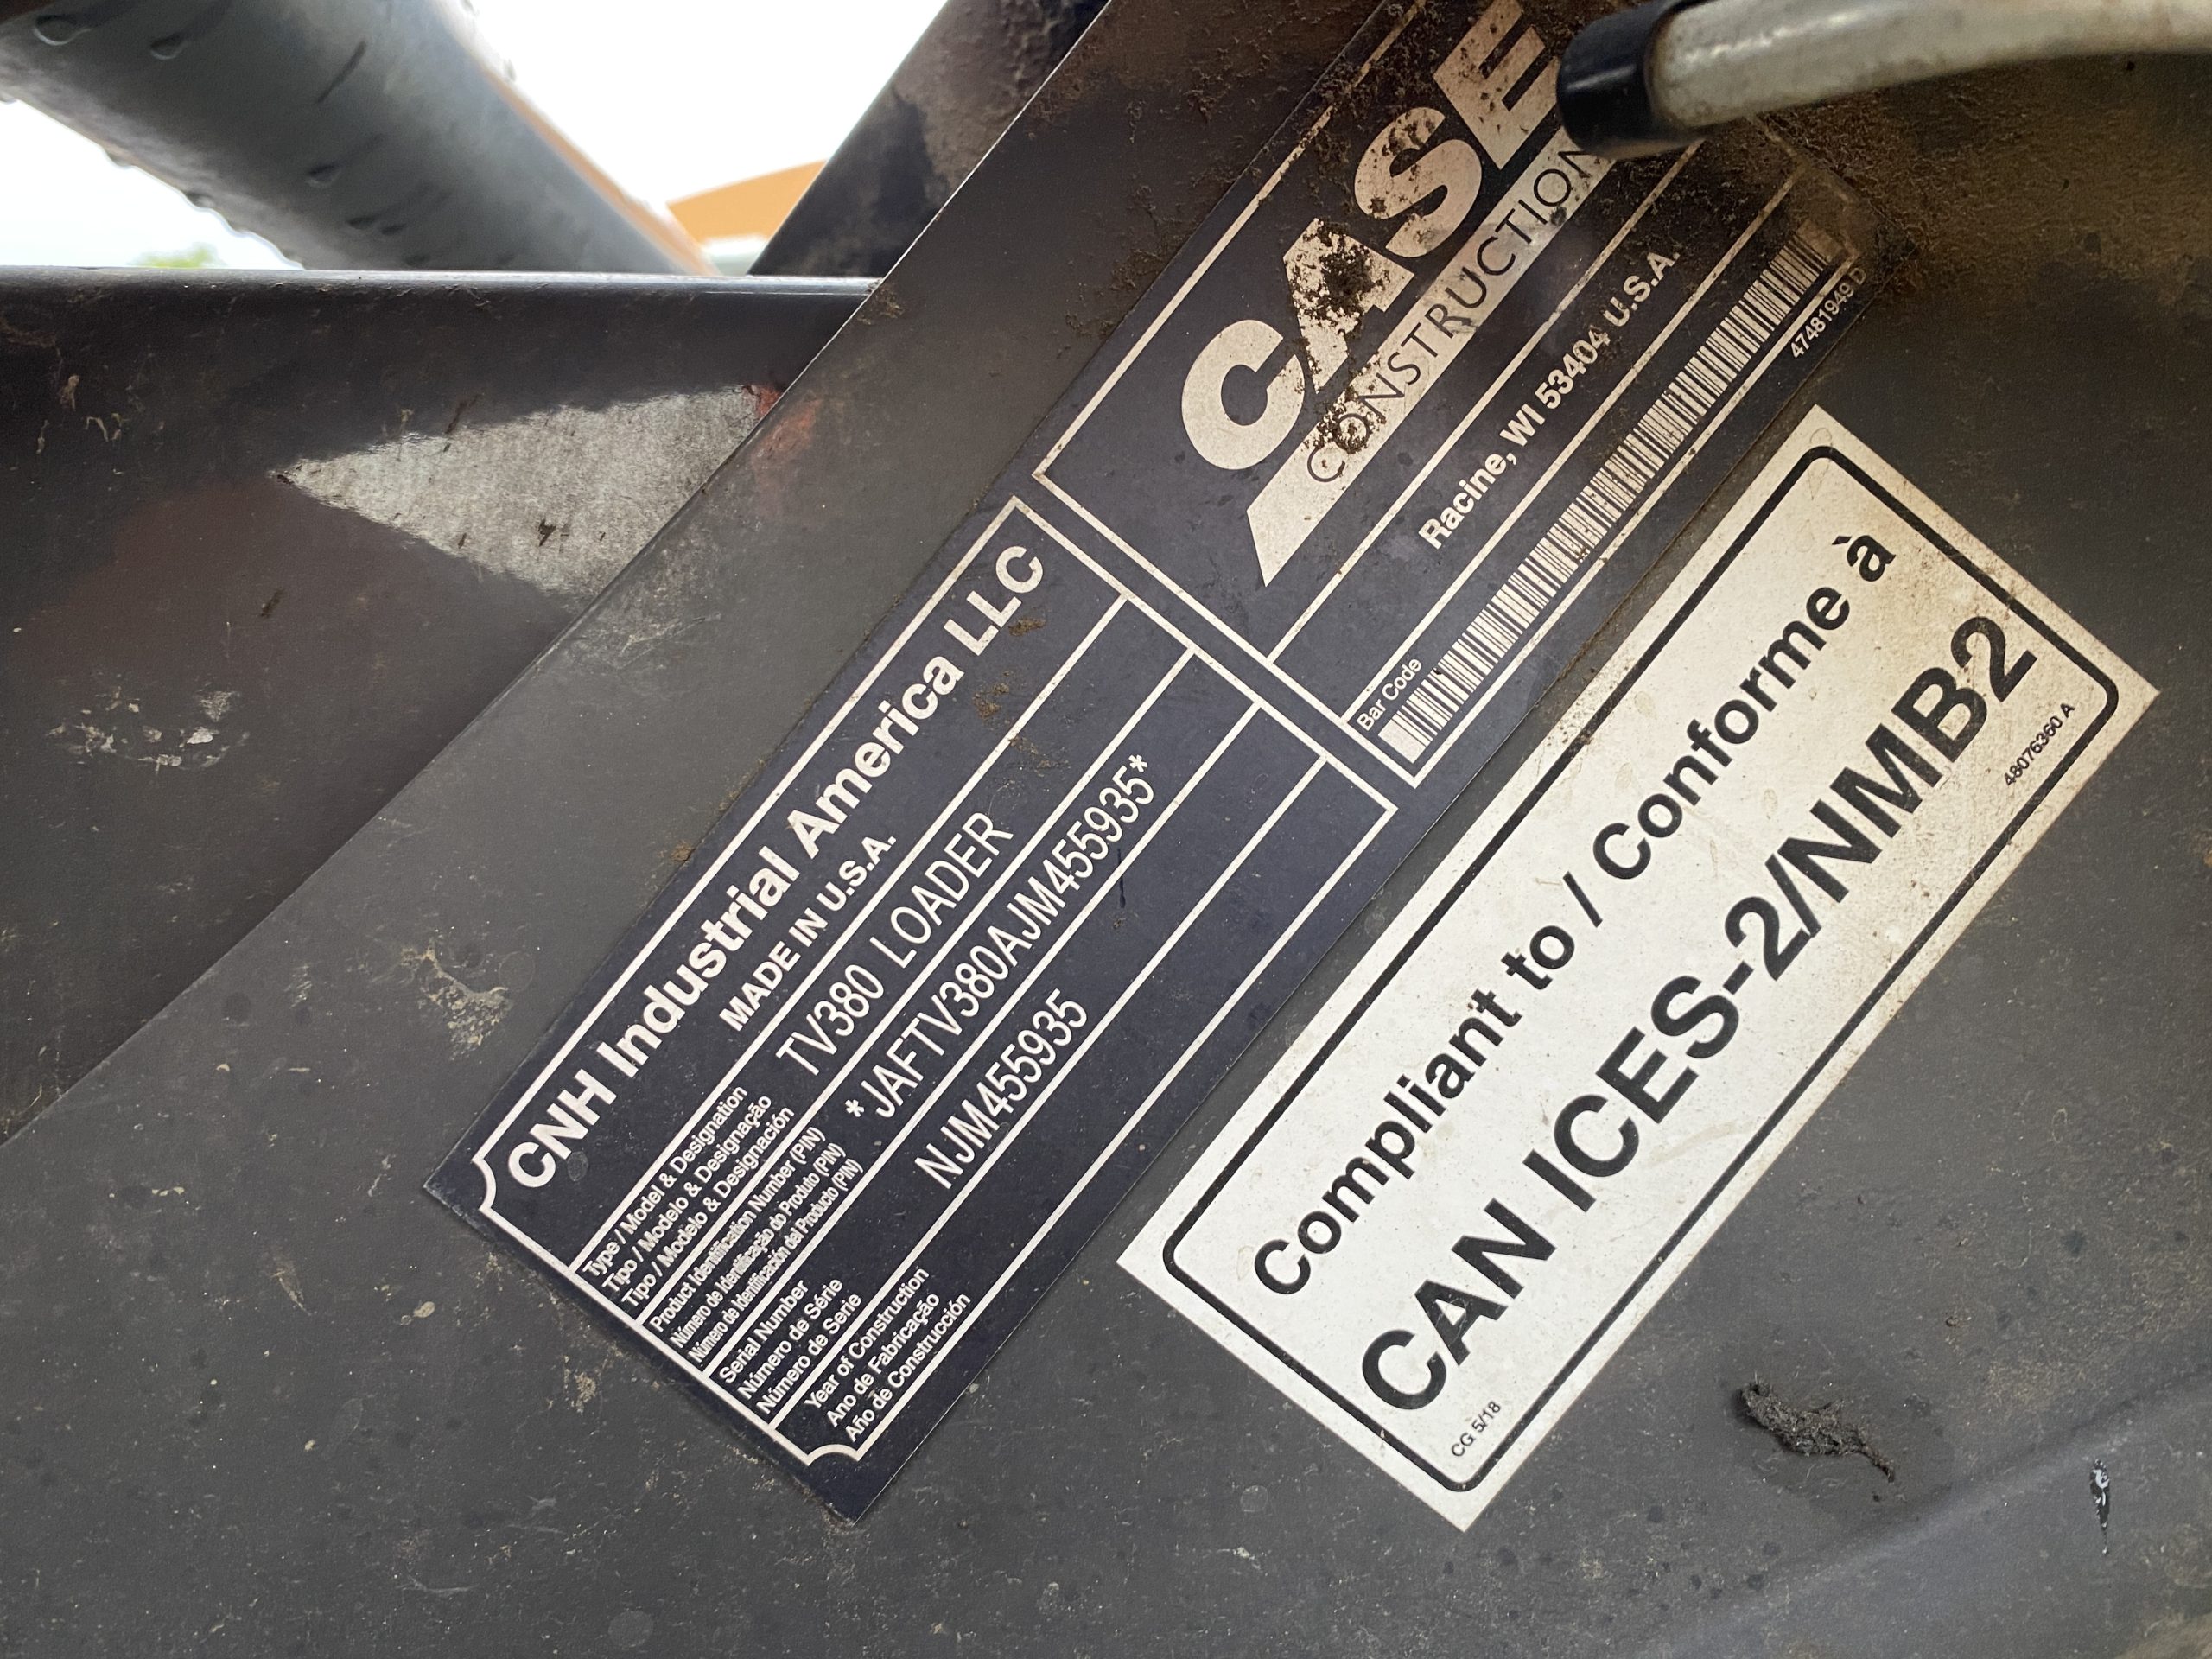 CASE
CONSTRUCTION
Racine, WI 53404 U.S.A.
Bar Code
47481949 D
CNH Industrial America LLC
MADE IN U.S.A.
Type / Model & Designation
Tipo / Modelo & Designação
Tipo / Modelo & Designación
TV380 LOADER
Product Identification Number (PIN)
Número de Identificação do Produto (PIN)
Número de Identificación del Producto (PIN)
* JAFTV380AJM455935*
Serial Number
Número de Série
Número de Serie
NJM455935
Year of Construction
Ano de Fabricação
Año de Construcción
Compliant to / Conforme à
CAN ICES-2/NMB2
CG 5/18
48076360 A